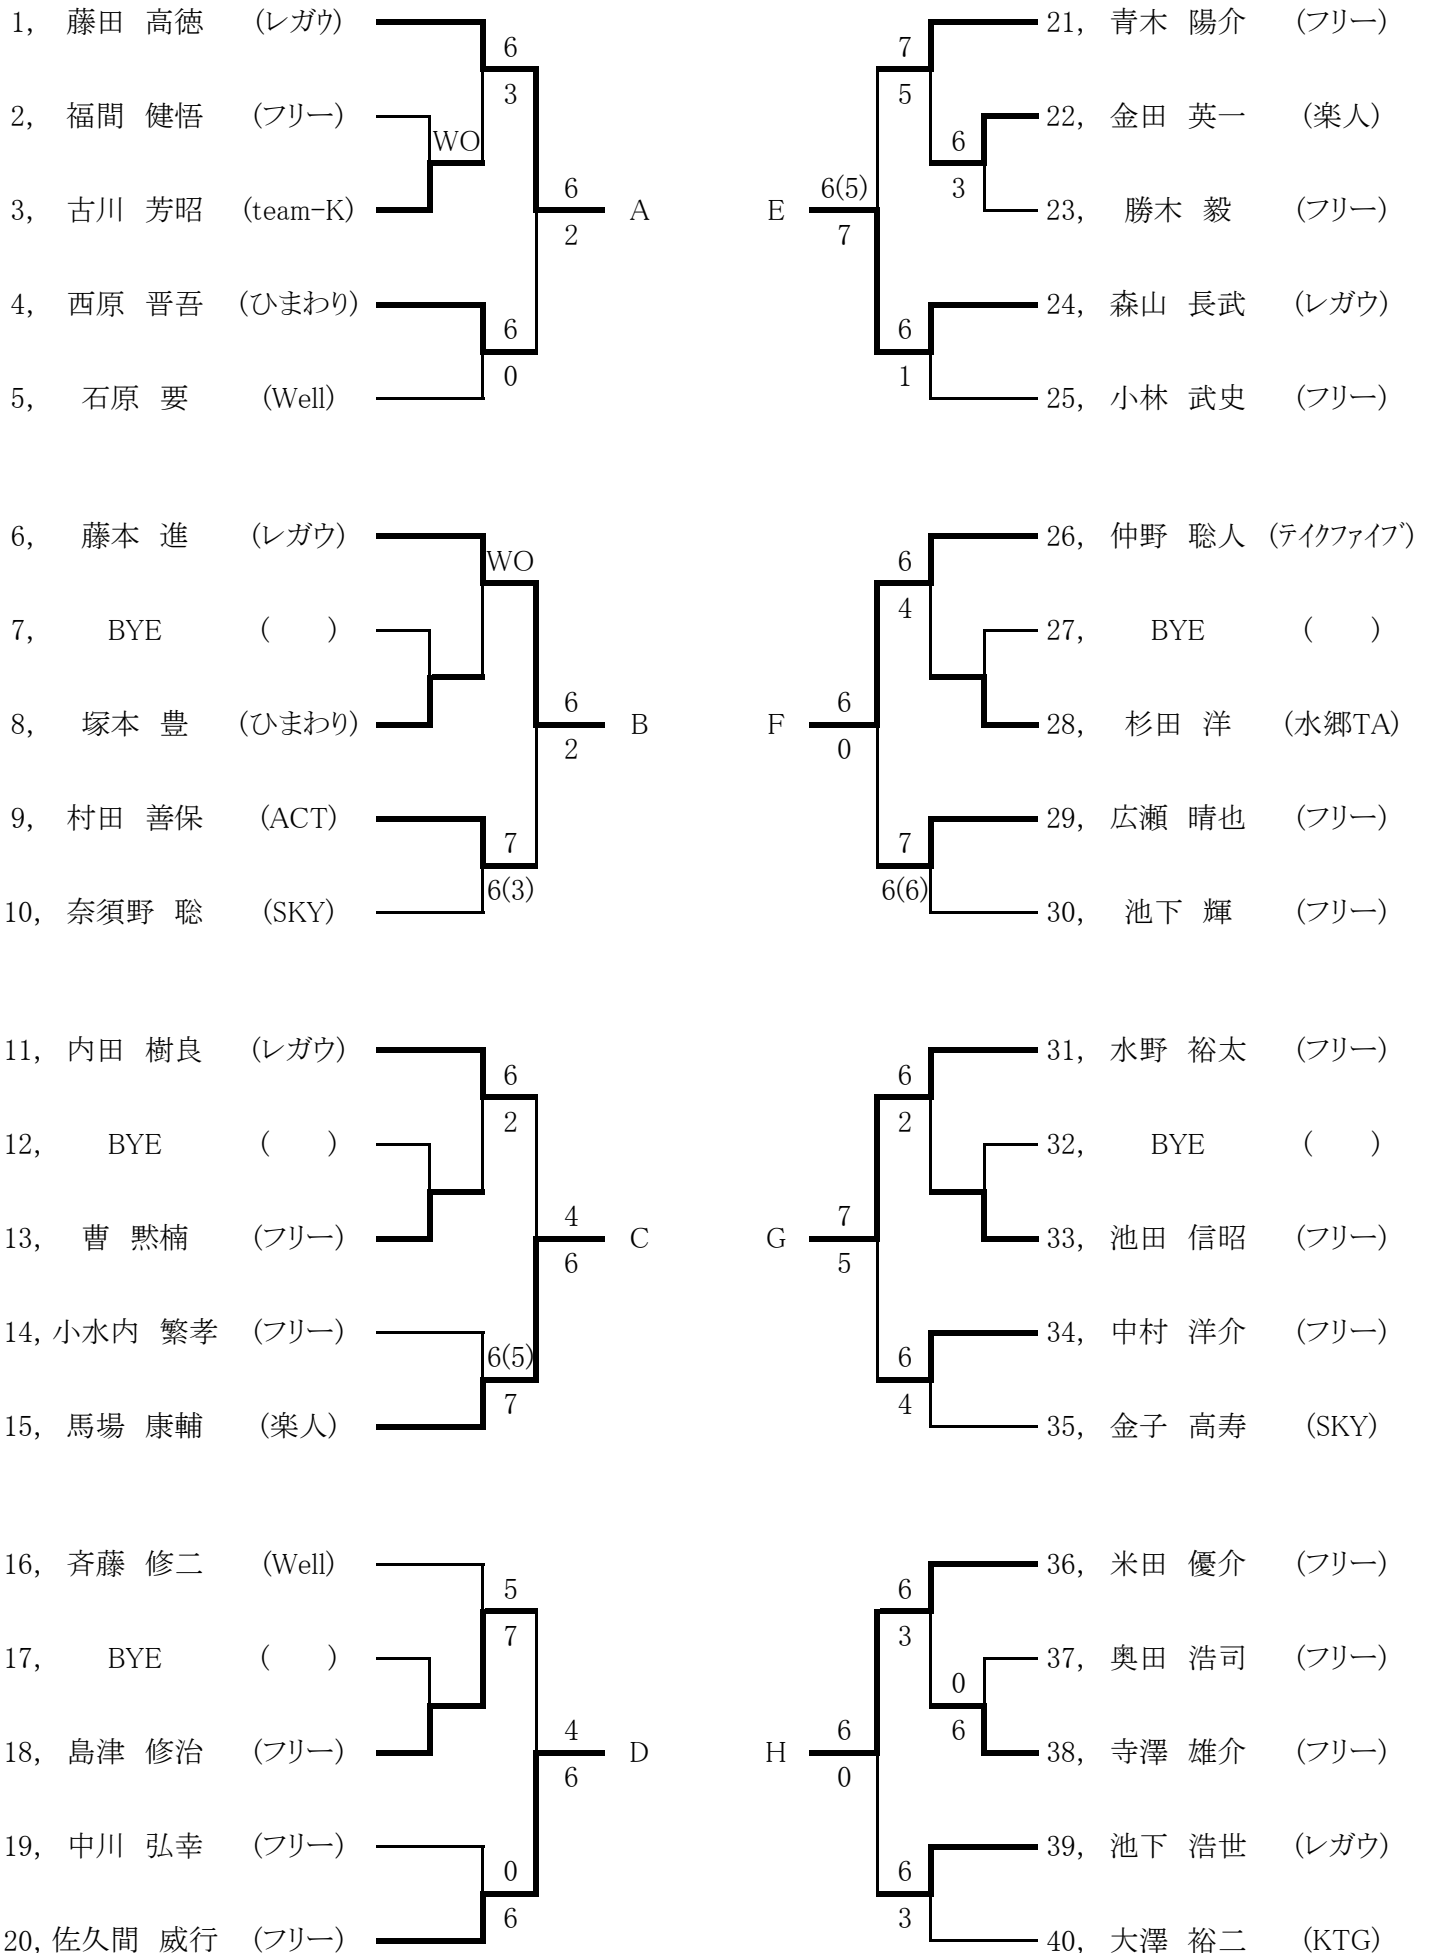 1, 藤田 高徳 (レガウ)
6
3
2, 福間 健悟 (フリー)
WO
3, 古川 芳昭 (team-K)
6
A
2
4, 西原 晋吾 (ひまわり)
6
0
5, 石原 要 (Well)
6, 藤本 進 (レガウ)
WO
7, BYE ( )
6
8, 塚本 豊 (ひまわり)
B
2
9, 村田 善保 (ACT)
7
6(3)
10, 奈須野 聡 (SKY)
11, 内田 樹良 (レガウ)
6
2
12, BYE ( )
4
13, 曹 黙楠 (フリー)
C
6
14, 小水内 繁孝 (フリー)
6(5)
7
15, 馬場 康輔 (楽人)
16, 斉藤 修二 (Well)
5
7
17, BYE ( )
4
18, 島津 修治 (フリー)
D
6
19, 中川 弘幸 (フリー)
0
6
20, 佐久間 威行 (フリー)
21, 青木 陽介 (フリー)
7
5
22, 金田 英一 (楽人)
6
3
6(5)
E
7
23, 勝木 毅 (フリー)
24, 森山 長武 (レガウ)
6
1
25, 小林 武史 (フリー)
26, 仲野 聡人 (テイクファイブ)
6
4
27, BYE ( )
6
F
0
28, 杉田 洋 (水郷TA)
29, 広瀬 晴也 (フリー)
7
6(6)
30, 池下 輝 (フリー)
31, 水野 裕太 (フリー)
6
2
32, BYE ( )
7
G
5
33, 池田 信昭 (フリー)
34, 中村 洋介 (フリー)
6
4
35, 金子 高寿 (SKY)
36, 米田 優介 (フリー)
6
3
37, 奥田 浩司 (フリー)
0
6
6
H
0
38, 寺澤 雄介 (フリー)
39, 池下 浩世 (レガウ)
6
3
40, 大澤 裕二 (KTG)